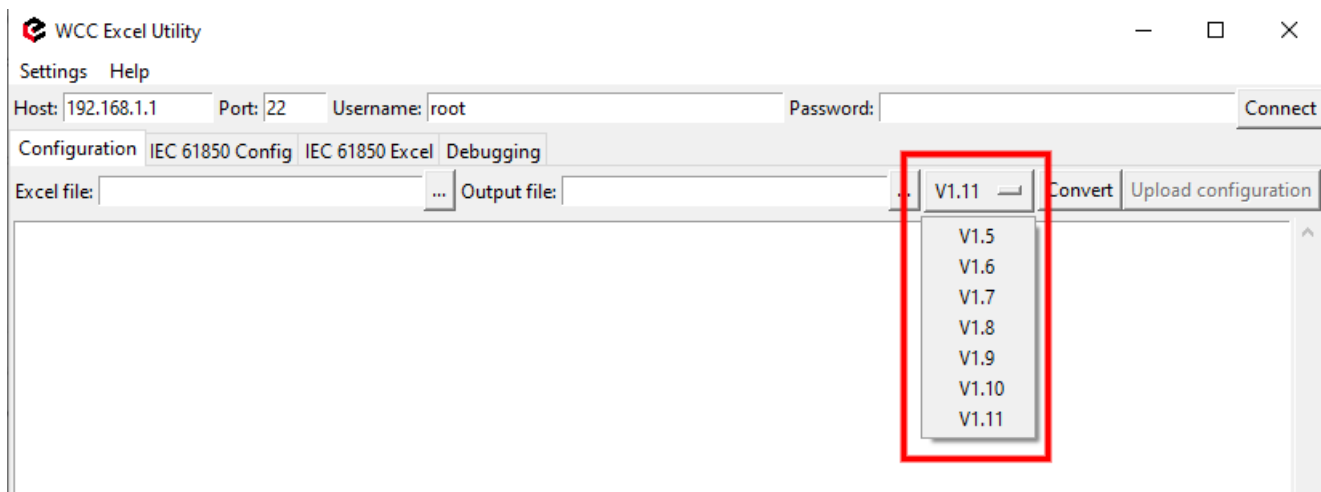 WCC Excel Utility
Settings Help
Host: 192.168.1.1 Port: 22 Username: root Password: Connect
Configuration IEC 61850 Config IEC 61850 Excel Debugging
Excel file: ... Output file: .. V1.11 Convert Upload configuration
V1.5
V1.6
V1.7
V1.8
V1.9
V1.10
V1.11